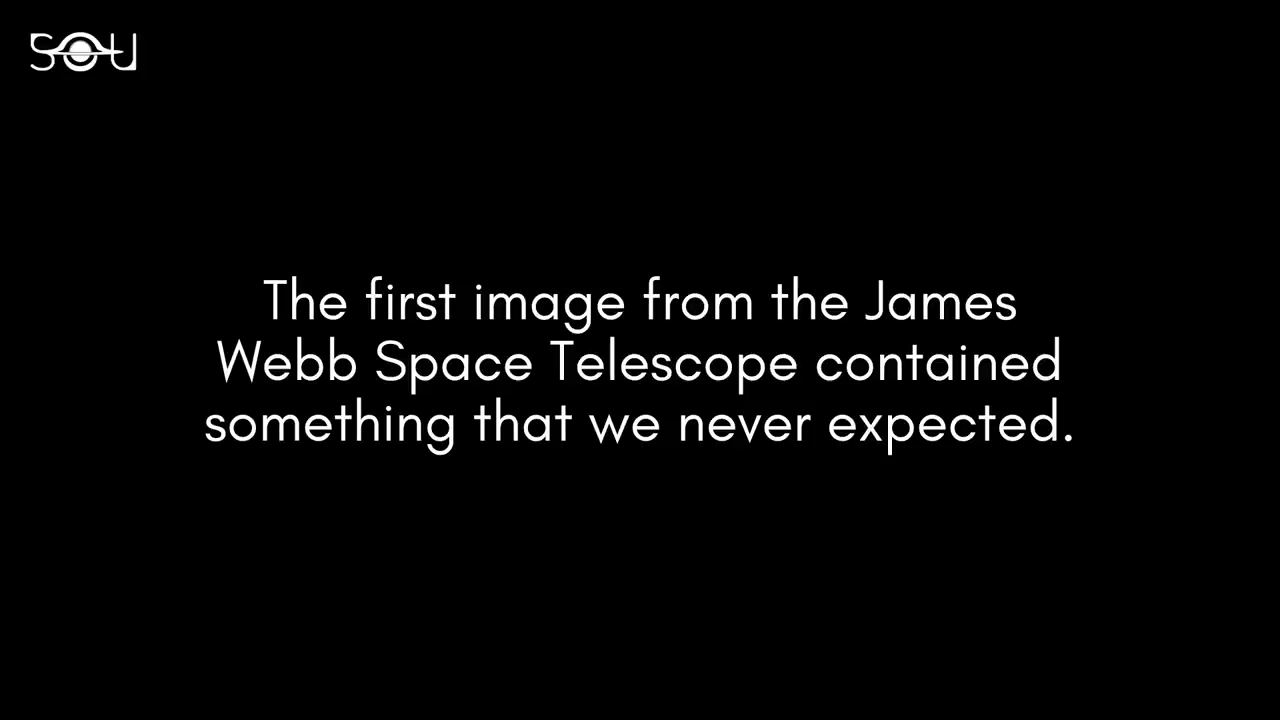 SOU
The first image from the James
Webb Space Telescope contained
something that we never expected.